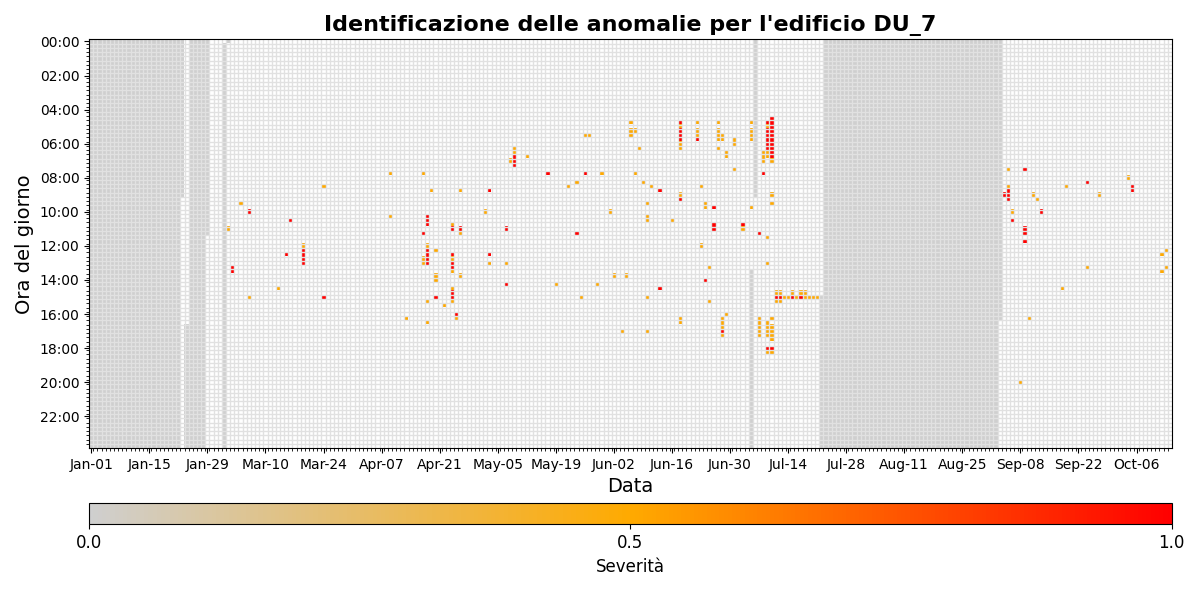 Identificazione delle anomalie per l'edificio DU_7
Ora del giorno
00:00
02:00
04:00
06:00
08:00
10:00
12:00
14:00
16:00
18:00
20:00
22:00
Jan-01 Jan-15 Jan-29 Mar-10 Mar-24 Apr-07 Apr-21 May-05 May-19 Jun-02 Jun-16 Jun-30 Jul-14 Jul-28 Aug-11 Aug-25 Sep-08 Sep-22 Oct-06
Data
0.0 0.5 1.0
Severità